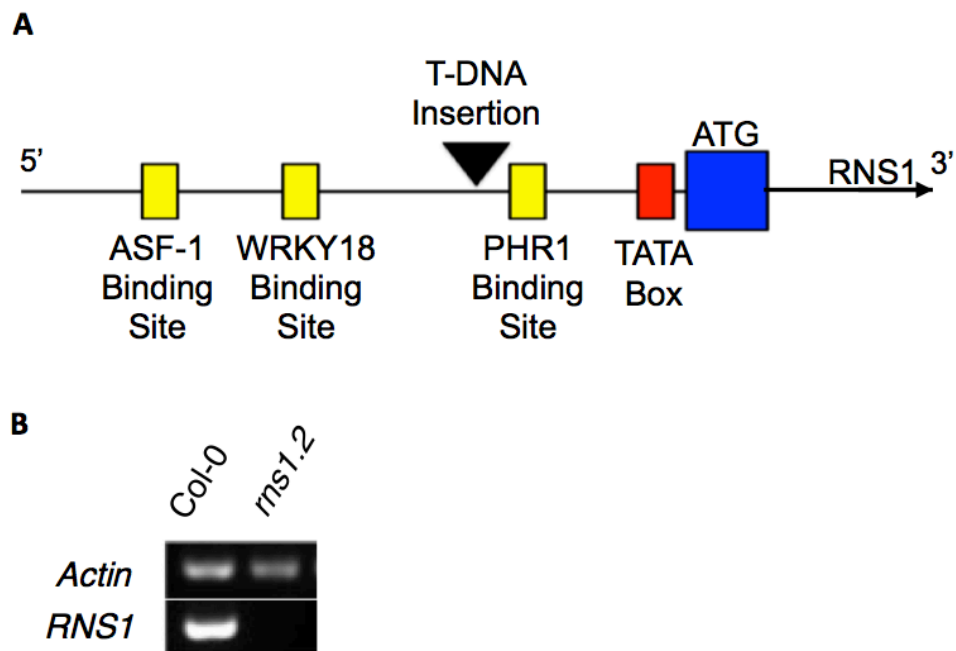 A
T-DNA
Insertion
5’
ATG
RNS1
3’
ASF-1
Binding
Site
WRKY18
Binding
Site
PHR1
Binding
Site
TATA
Box
B
Col-0
rns1.2
Actin
RNS1